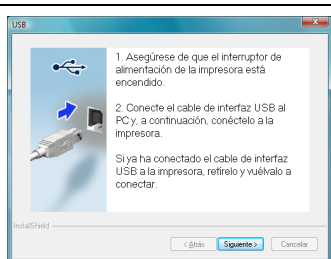 USB
1. Asegúrese de que el interruptor de
alimentación de la impresora está
encendido.
2. Conecte el cable de interfaz USB al
PC y, a continuación, conéctelo a la
impresora.
Si ya ha conectado el cable de interfaz
USB a la impresora, retírelo y vuélvalo a
conectar.
InstallShield
< Atrás
Siguiente >
Cancelar